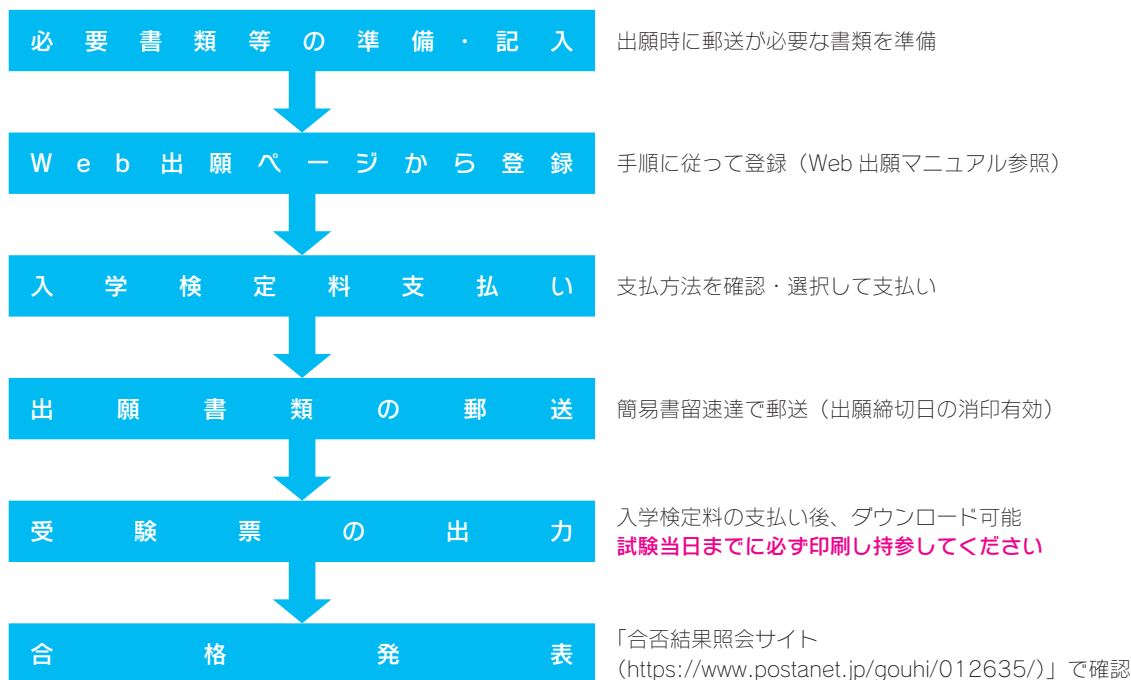 必要書類等の準備・記入
出願時に郵送が必要な書類を準備
Web出願ページから登録
手順に従って登録（Web 出願マニュアル参照）
入学検定料支払い
支払方法を確認・選択して支払い
出願書類の郵送
簡易書留速達で郵送（出願締切日の消印有効）
受験票の出力
入学検定料の支払い後、ダウンロード可能
試験当日までに必ず印刷し持参してください
合格発表
「合否結果照会サイト
（https://www.postanet.jp/gouhi/012635/）」で確認